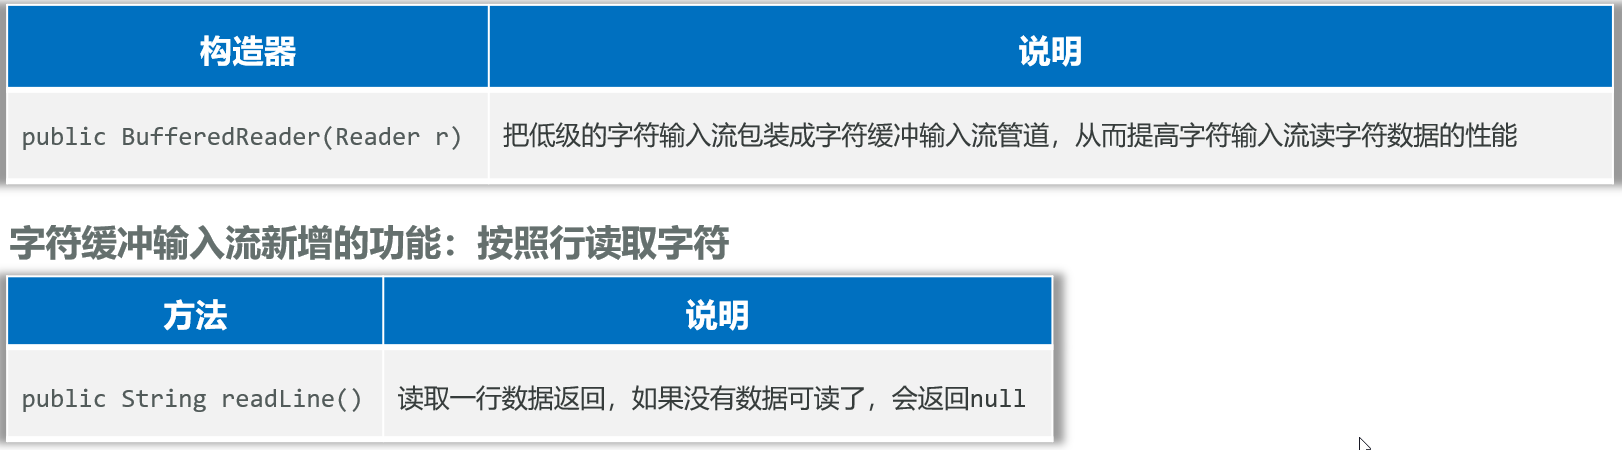 构造器 说明
public BufferedReader(Reader r) 把低级的字符输入流包装成字符缓冲输入流管道，从而提高字符输入流读字符数据的性能
字符缓冲输入流新增的功能：按照行读取字符
方法 说明
public String readLine() 读取一行数据返回，如果没有数据可读了，会返回null